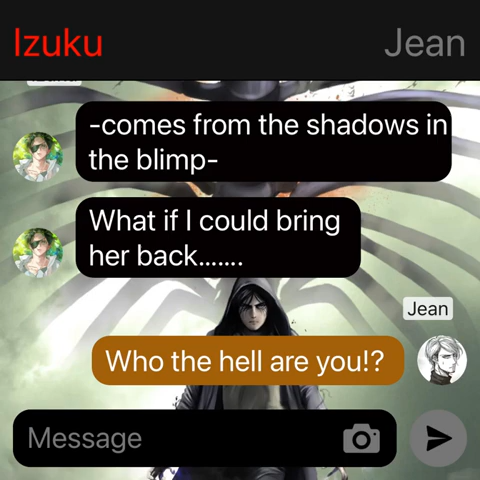 Izuku
Jean
-comes from the shadows in
the blimp-
What if I could bring
her back.......
Jean
Who the hell are you!?
Message